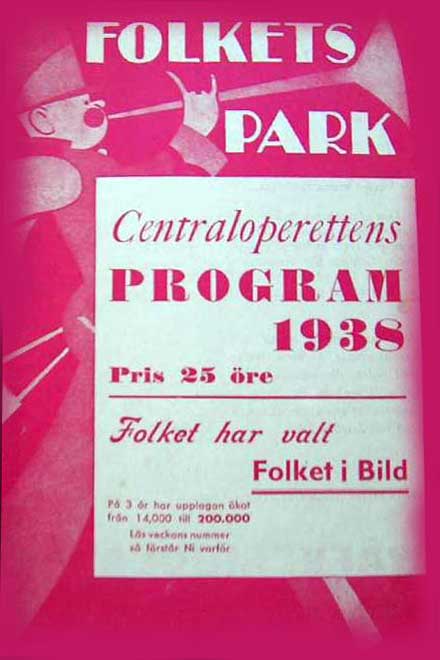 FOLKETS
PARK
Centraloperettens
PROGRAM
1938
Pris 25 öre
Folket har valt
Folket i Bild
På 3 år har upplagan ökat
från 14,000 till 200.000
Läs veckans nummer
så förstår Ni varför